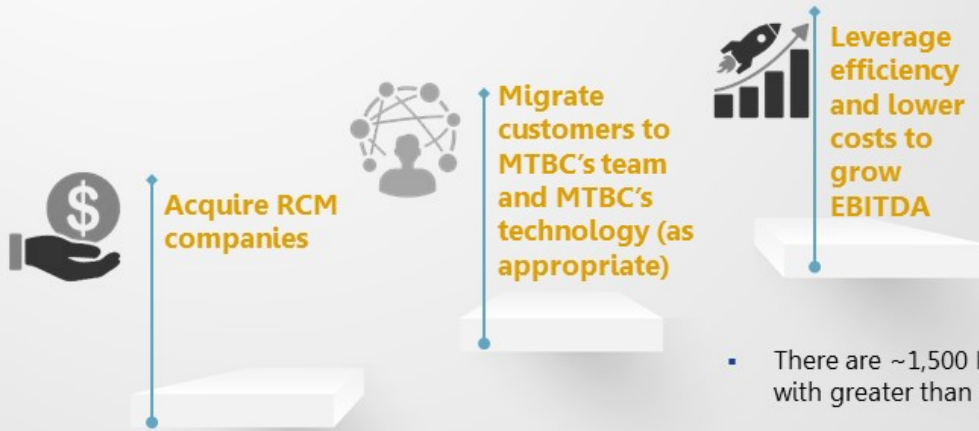 $
Acquire RCM
companies
Migrate
customers to
MTBC's team
and MTBC's
technology (as
appropriate)
Leverage
efficiency
and lower
costs to
grow
EBITDA
▪ There are ~1,500
with greater than